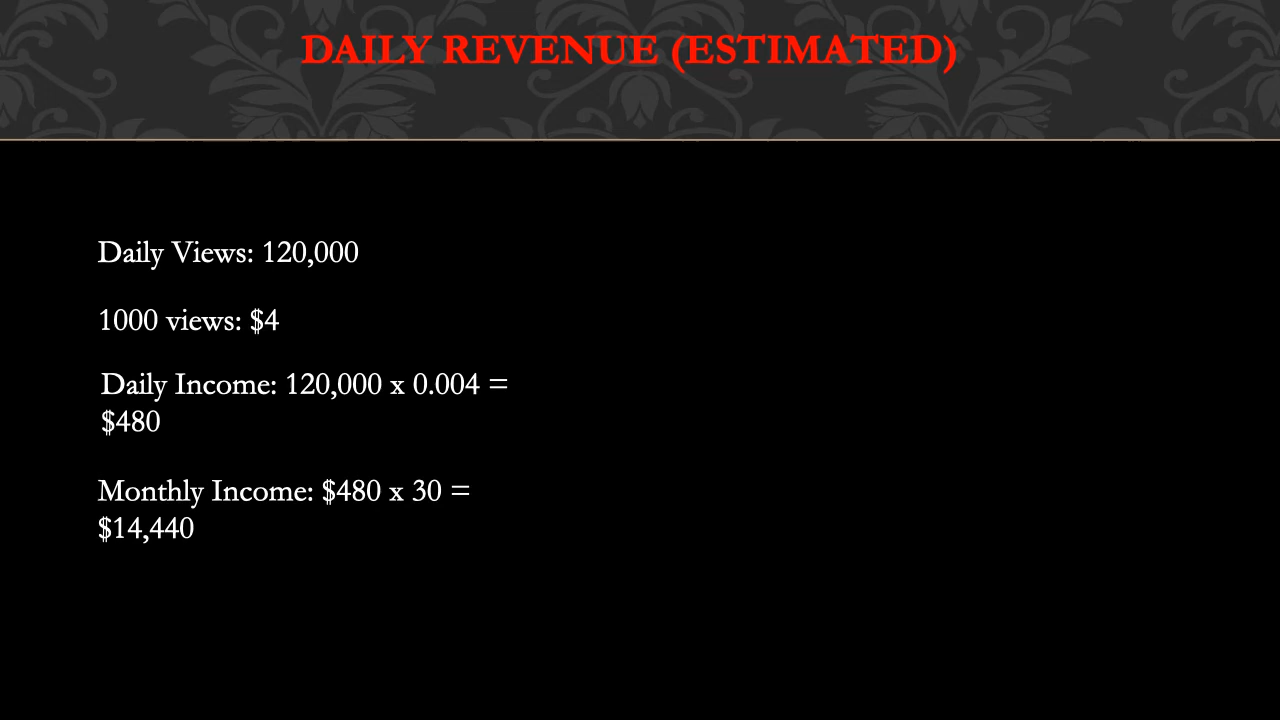 DAILY REVENUE (ESTIMATED)
Daily Views: 120,000
1000 views: $4
Daily Income: 120,000 x 0.004 =
$480
Monthly Income: $480 x 30 =
$14,440